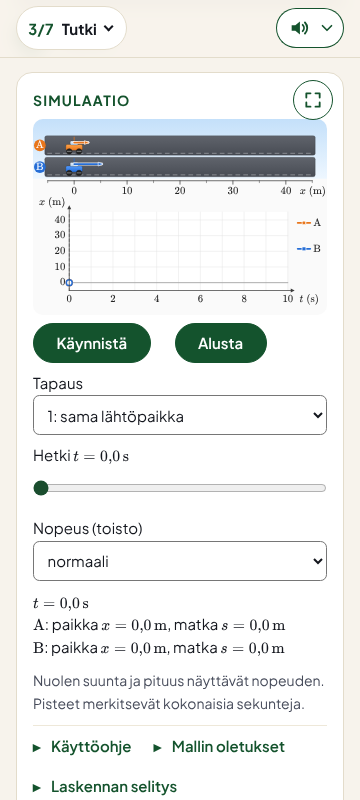 3/7 Tutki
SIMULAATIO
A
B
0 10 20 30 40 x (m)
x (m)
40
30
20
10
0
A
B
0 2 4 6 8 10 t (s)
Käynnistä Alusta
Tapaus
1: sama lähtöpaikka
Hetki t = 0,0 s
Nopeus (toisto)
normaali
t = 0,0 s
A: paikka x = 0,0 m, matka s = 0,0 m
B: paikka x = 0,0 m, matka s = 0,0 m
Nuolen suunta ja pituus näyttävät nopeuden.
Pisteet merkitsevät kokonaisia sekunteja.
▸ Käyttöohje ▸ Mallin oletukset
▸ Laskennan selitys